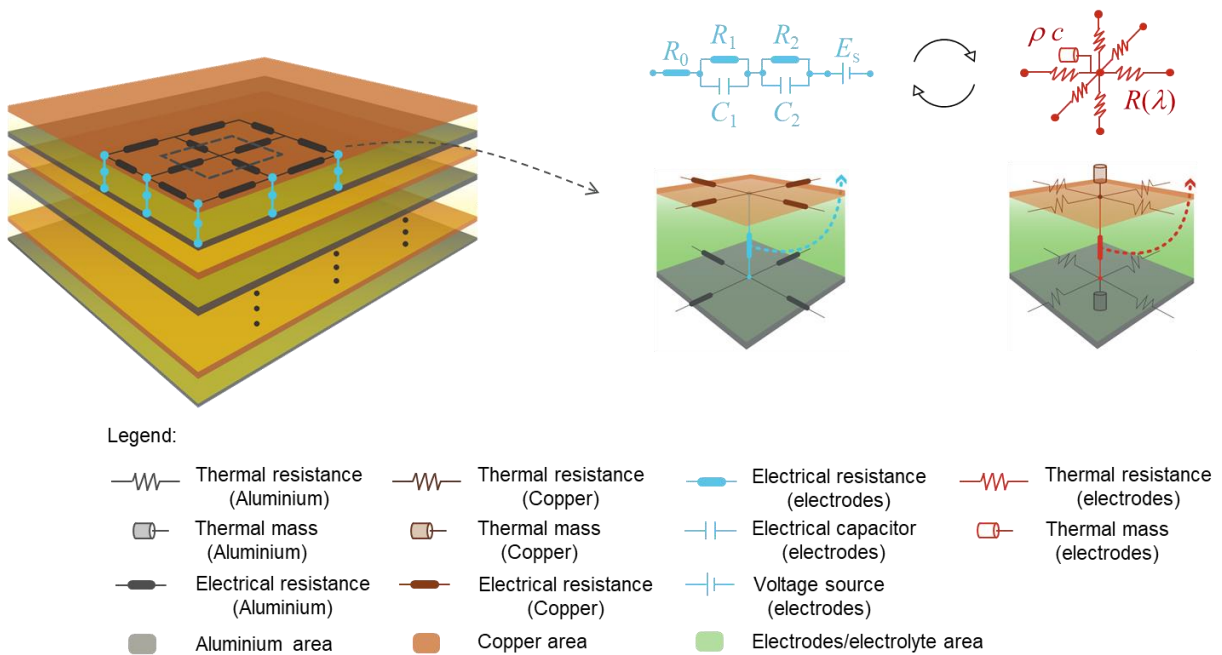 R₀
R₁
R₂
Eₛ
C₁
C₂
ρ c
R(λ)
Legend:
Thermal resistance
(Aluminium)
Thermal resistance
(Copper)
Electrical resistance
(electrodes)
Thermal resistance
(electrodes)
Thermal mass
(Aluminium)
Thermal mass
(Copper)
Electrical capacitor
(electrodes)
Thermal mass
(electrodes)
Electrical resistance
(Aluminium)
Electrical resistance
(Copper)
Voltage source
(electrodes)
Aluminium area
Copper area
Electrodes/electrolyte area